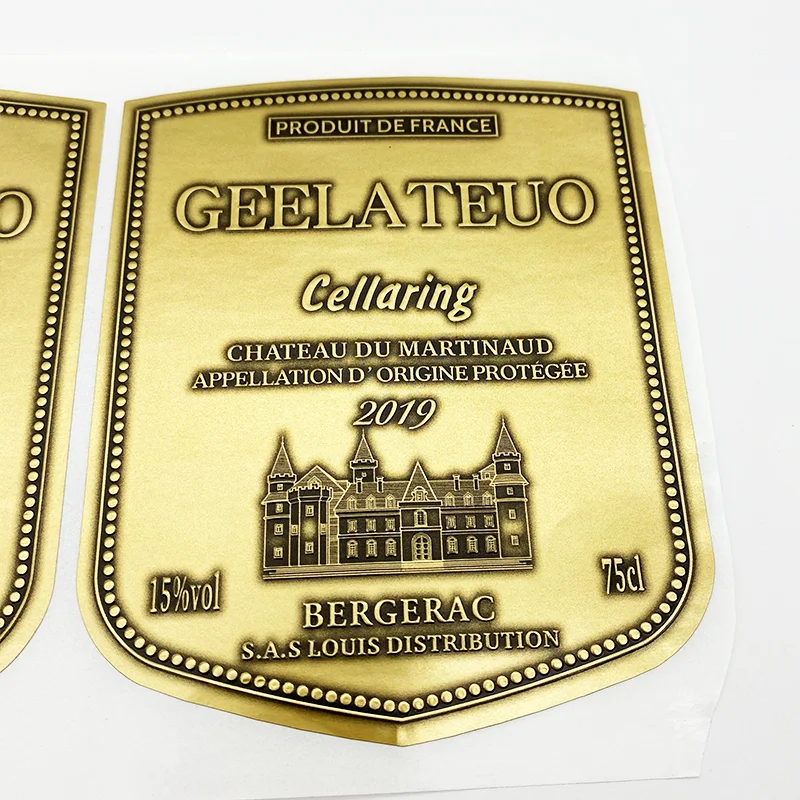 PRODUIT DE FRANCE
GEELATEUO
Cellaring
CHATEAU DU MARTINAUD
APPELLATION D' ORIGINE PROTÉGÉE
2019
15%vol
75cl
BERGERAC
S.A.S LOUIS DISTRIBUTION
O